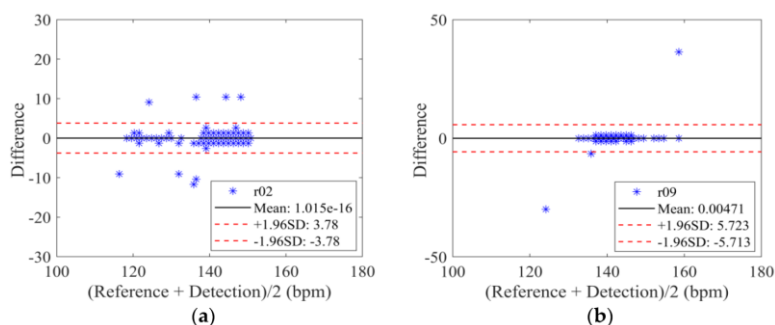 30
20
10
0
-10
-20
-30
100 120 140 160 180
Difference
(Reference + Detection)/2 (bpm)
r02
Mean: 1.015e-16
+1.96SD: 3.78
-1.96SD: -3.78
(a)
50
0
-50
100 120 140 160 180
Difference
(Reference + Detection)/2 (bpm)
r09
Mean: 0.00471
+1.96SD: 5.723
-1.96SD: -5.713
(b)